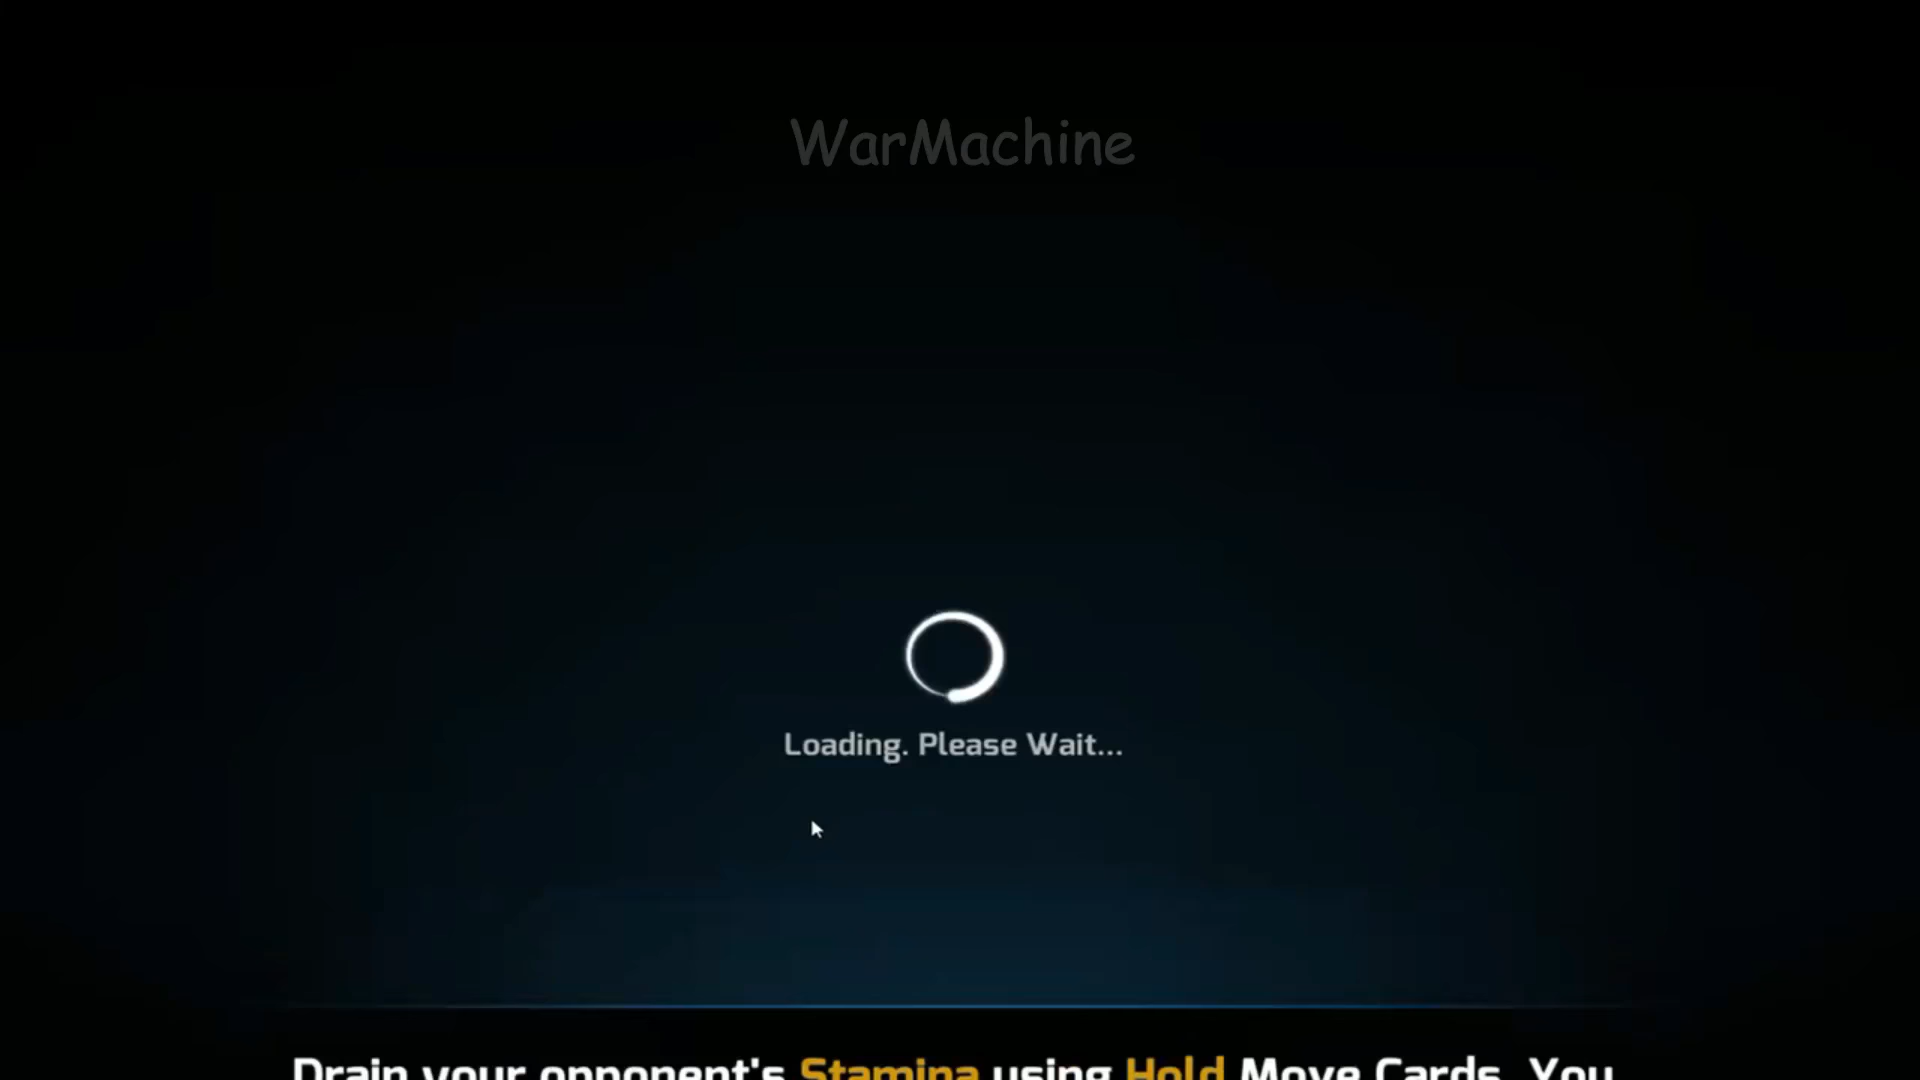 WarMachine
Loading. Please Wait...
Drain your opponent's Stamina using Hold Move Cards. You